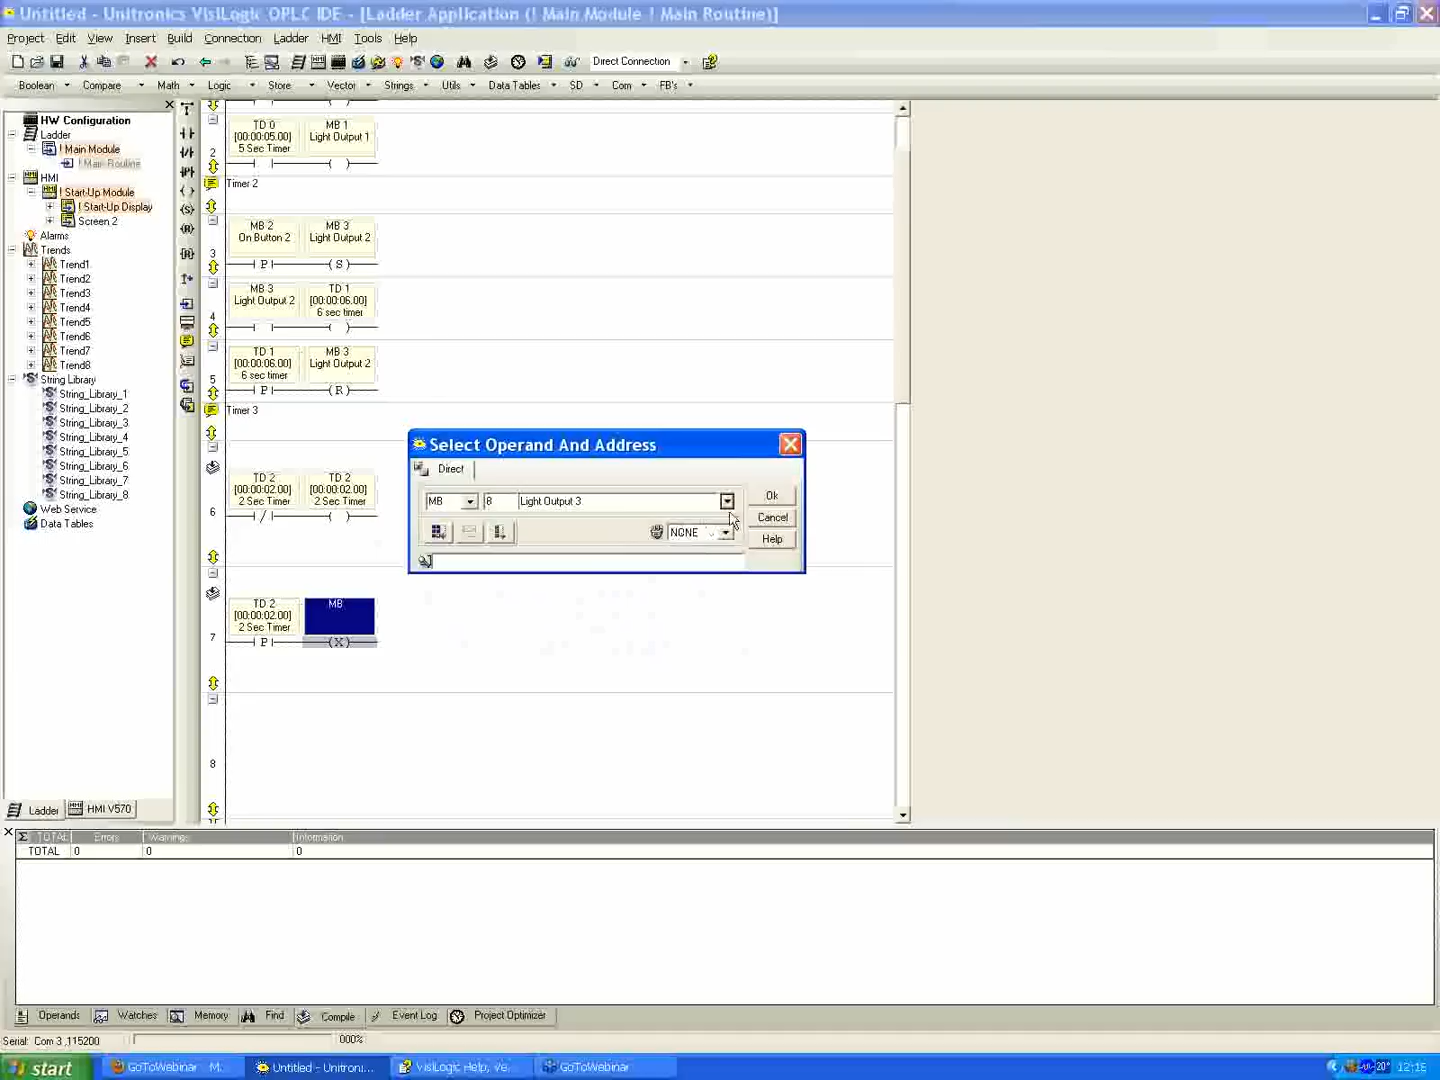 Untitled - Unitronics VisiLogic OPLC IDE - [Ladder Application (! Main Module ! Main Routine)]
Project Edit View Insert Build Connection Ladder HMI Tools Help
Direct Connection
Boolean Compare Math Logic Store Vector Strings Utils Data Tables SD Com FB's
HW Configuration
Ladder
! Main Module
! Main Routine
HMI
! Start-Up Module
! Start-Up Display
Screen 2
Alarms
Trends
Trend1
Trend2
Trend3
Trend4
Trend5
Trend6
Trend7
Trend8
String Library
String_Library_1
String_Library_2
String_Library_3
String_Library_4
String_Library_5
String_Library_6
String_Library_7
String_Library_8
Web Service
Data Tables
Ladder HMI V570
2
TD 0 MB 1
[00:00:05.00] Light Output 1
5 Sec Timer
Timer 2
3
MB 2 MB 3
On Button 2 Light Output 2
P (S)
4
MB 3 TD 1
Light Output 2 [00:00:06.00]
6 sec timer
5
TD 1 MB 3
[00:00:06.00] Light Output 2
6 sec timer
P (R)
Timer 3
6
TD 2 TD 2
[00:00:02.00] [00:00:02.00]
2 Sec Timer 2 Sec Timer
7
TD 2 MB
[00:00:02.00]
2 Sec Timer
P (X)
8
Select Operand And Address
Direct
MB 8 Light Output 3
NONE
Ok
Cancel
Help
TOTAL Errors Warnings Information
TOTAL 0 0 0
Operands Watches Memory Find Compile Event Log Project Optimizer
Serial: Com 3 ,115200 000%
start GoToWebinar M... Untitled - Unitroni... VisiLogic Help, Ve... GoToWebinar 20° 12:16